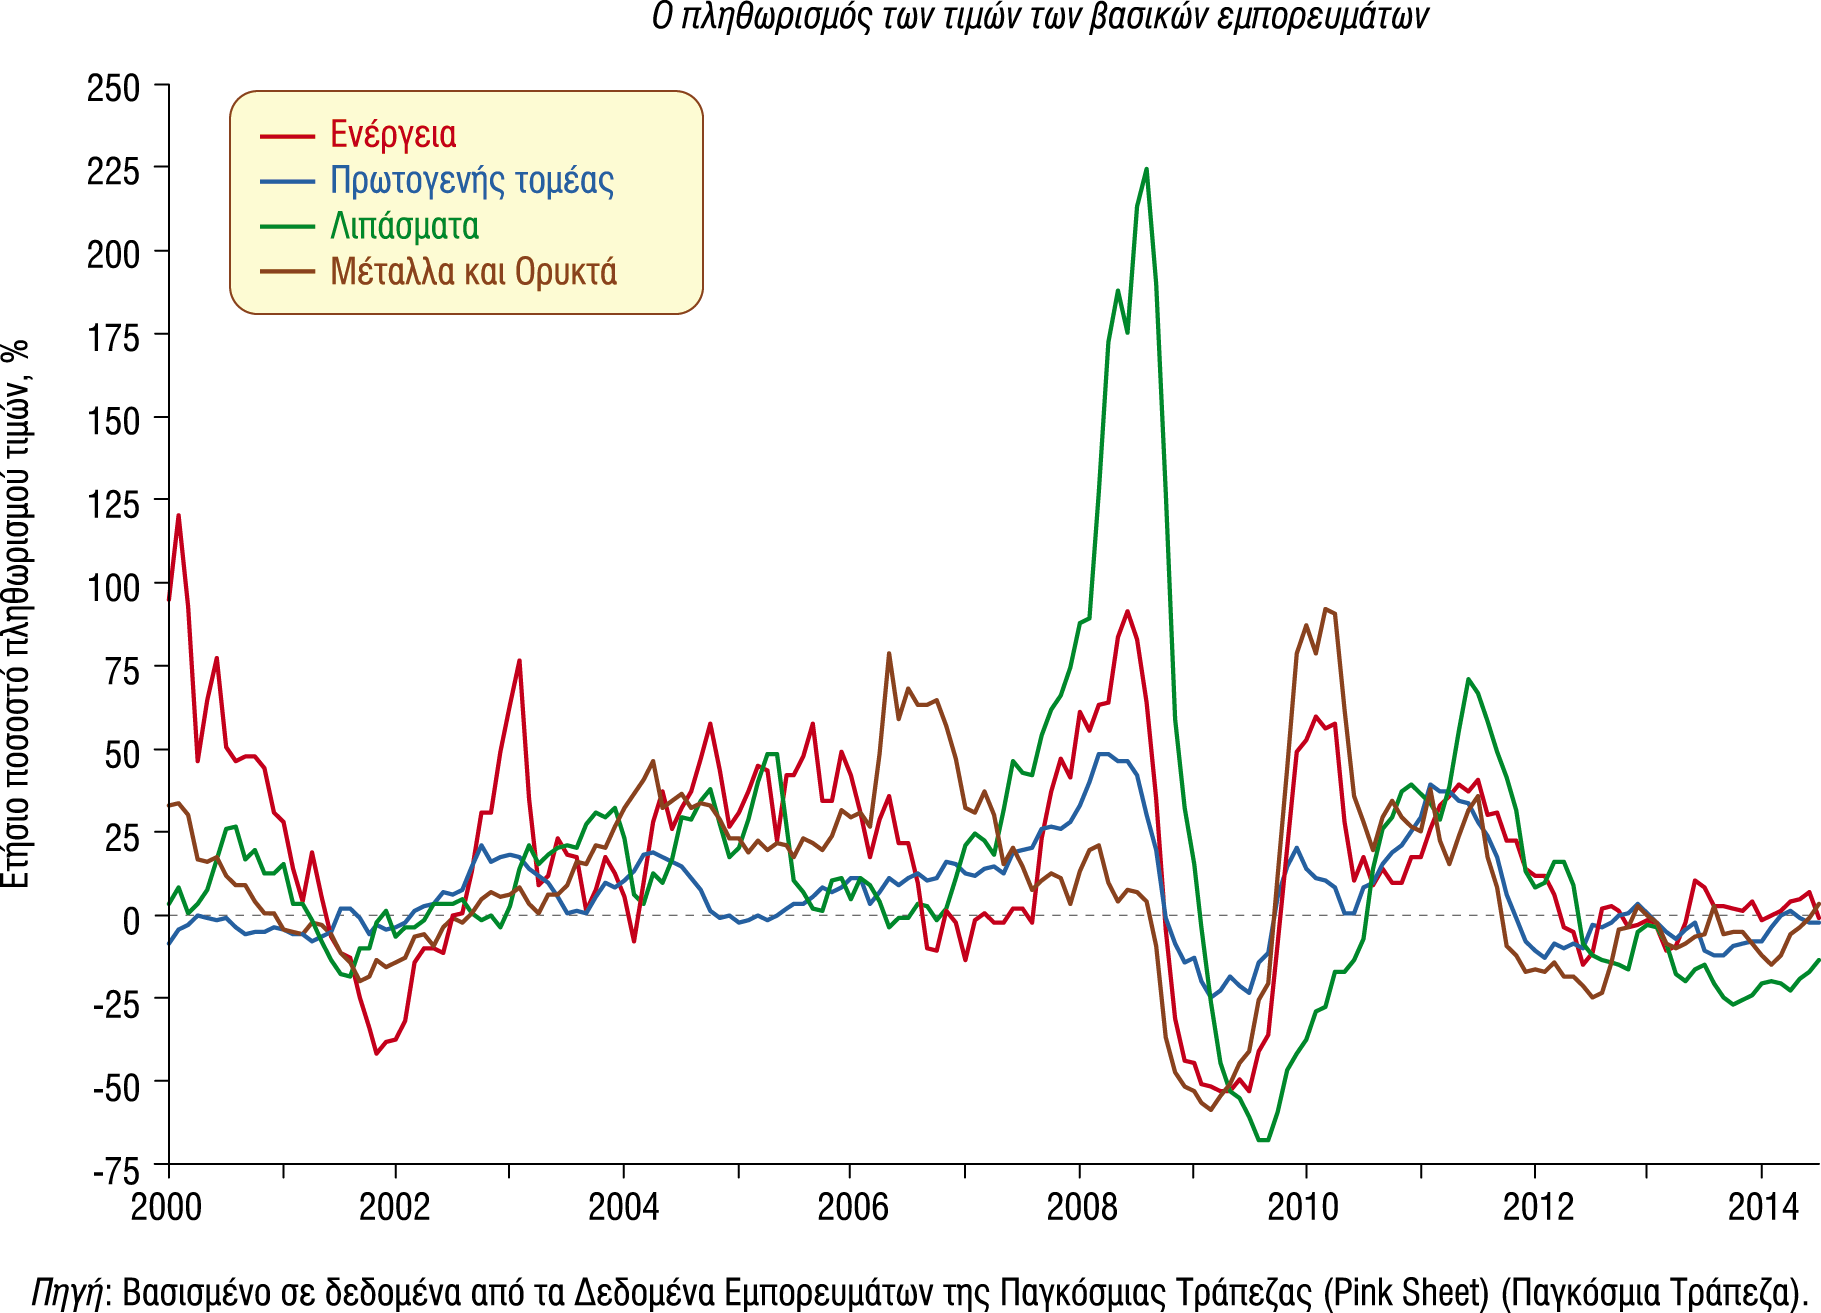 Ο πληθωρισμός των τιμών των βασικών εμπορευμάτων
Ετήσιο ποσοστό πληθωρισμού τιμών, %
250
225
200
175
150
125
100
75
50
25
0
-25
-50
-75
Ενέργεια
Πρωτογενής τομέας
Λιπάσματα
Μέταλλα και Ορυκτά
2000 2002 2004 2006 2008 2010 2012 2014
Πηγή: Βασισμένο σε δεδομένα από τα Δεδομένα Εμπορευμάτων της Παγκόσμιας Τράπεζας (Pink Sheet) (Παγκόσμια Τράπεζα).